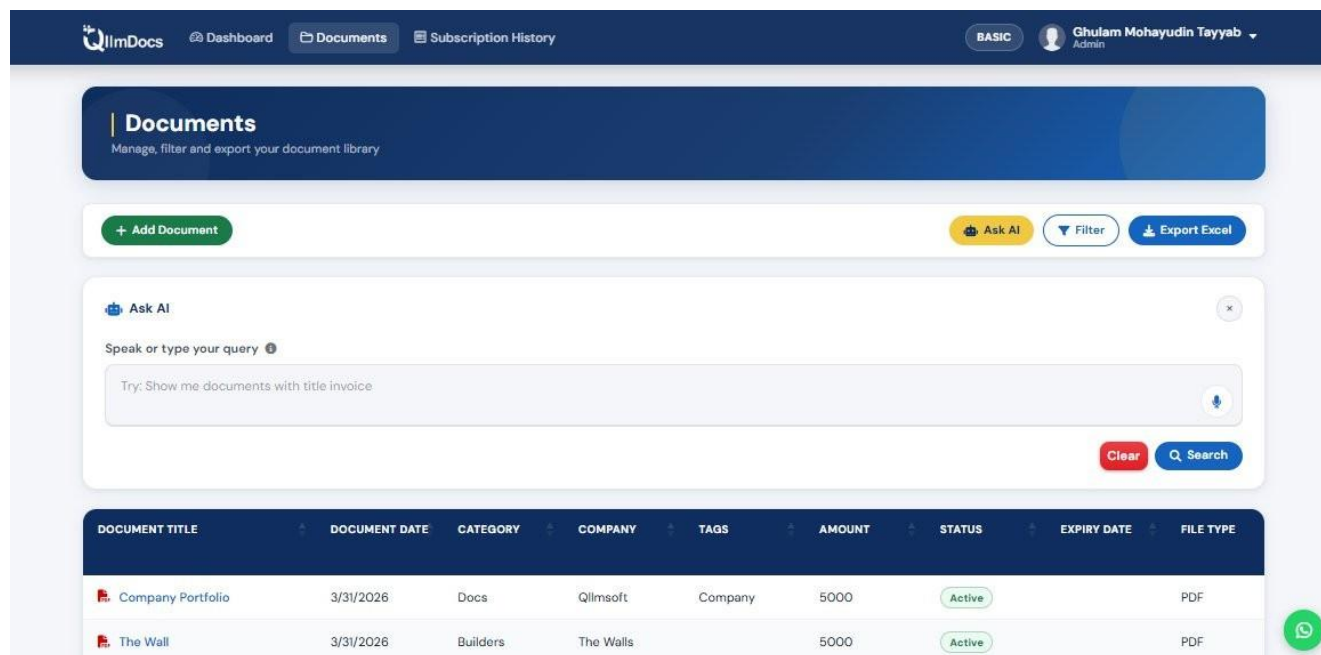 QllmDocs Dashboard Documents Subscription History BASIC Ghulam Mohayudin Tayyab
Admin
Documents
Manage, filter and export your document library
+ Add Document Ask AI Filter Export Excel
Ask AI ×
Speak or type your query
Try: Show me documents with title invoice
Clear Search
DOCUMENT TITLE DOCUMENT DATE CATEGORY COMPANY TAGS AMOUNT STATUS EXPIRY DATE FILE TYPE
Company Portfolio 3/31/2026 Docs Qllmsoft Company 5000 Active PDF
The Wall 3/31/2026 Builders The Walls 5000 Active PDF